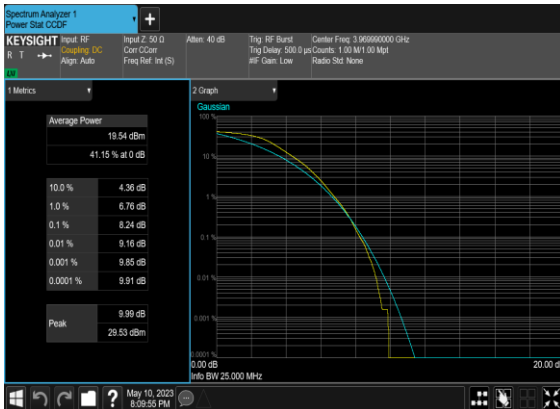 Spectrum Analyzer 1
Power Stat CCDF
+
KEYSIGHT
R T
LXI
Input: RF
Coupling: DC
Align: Auto
Input Z: 50 Ω
Corr CCorr
Freq Ref: Int (S)
Atten: 40 dB
Trig: RF Burst
Trig Delay: 500.0 µs
#IF Gain: Low
Center Freq: 3.969990000 GHz
Counts: 1.00 M/1.00 Mpt
Radio Std: None
1 Metrics
Average Power
19.54 dBm
41.15 % at 0 dB
10.0 % 4.36 dB
1.0 % 6.76 dB
0.1 % 8.24 dB
0.01 % 9.16 dB
0.001 % 9.85 dB
0.0001 % 9.91 dB
Peak
9.99 dB
29.53 dBm
2 Graph
Gaussian
100 %
10 %
1 %
0.1 %
0.01 %
0.001 %
0.0001 %
0.00 dB
20.00 d
Info BW 25.000 MHz
?
May 10, 2023
8:09:55 PM